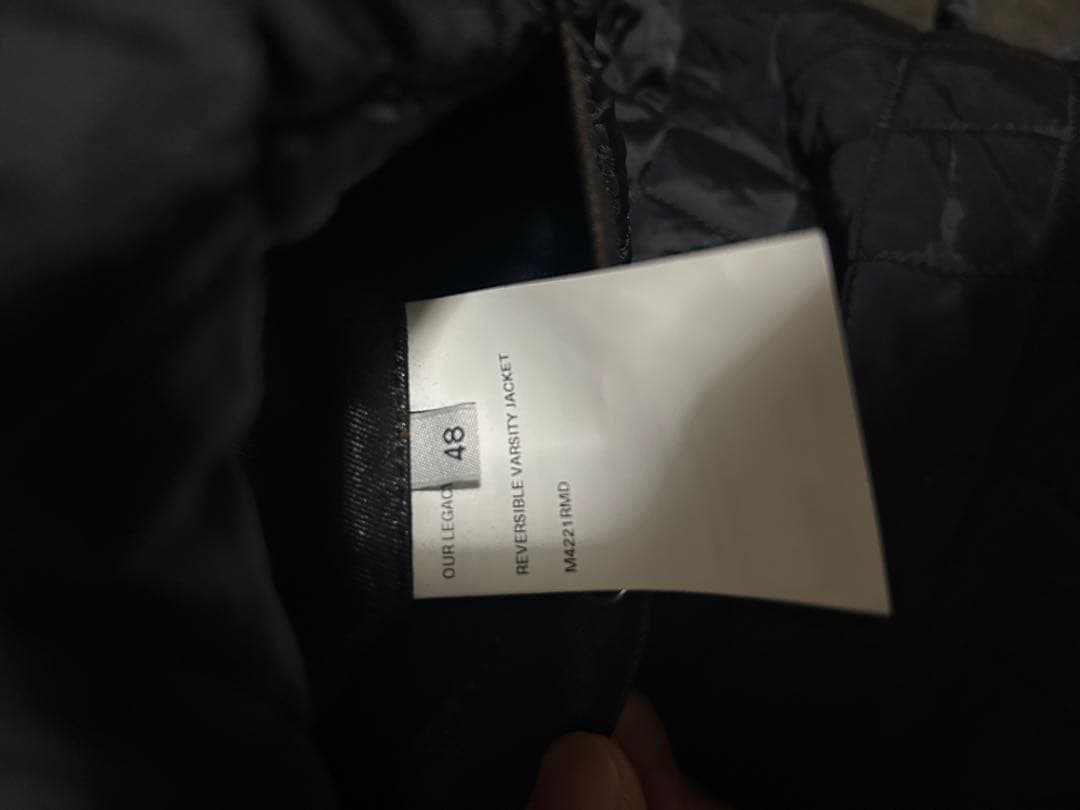 OUR LEGAC
48
REVERSIBLE VARSITY JACKET
M4221RMD